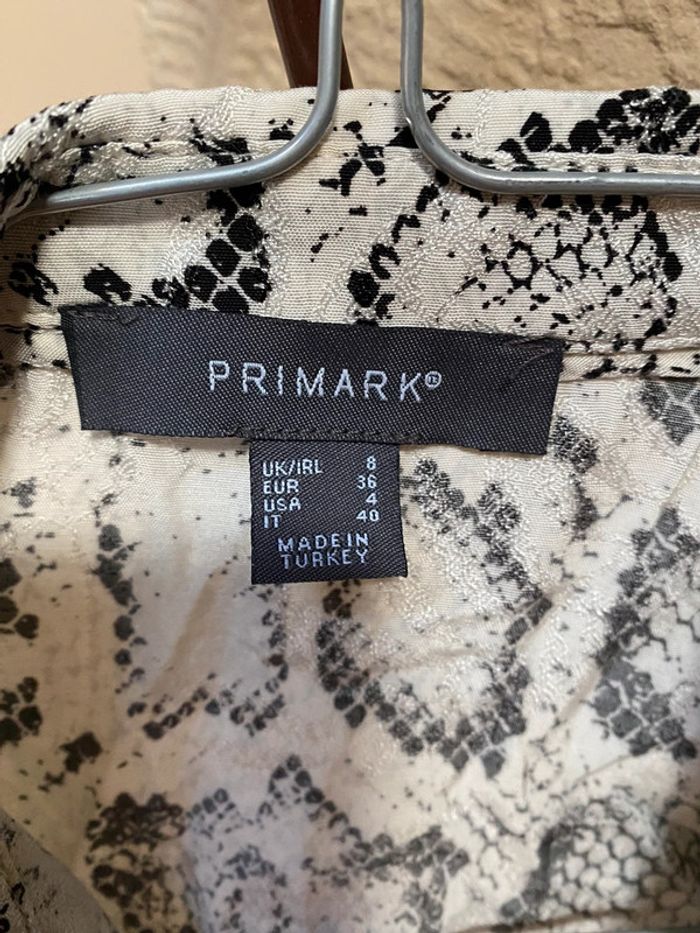 PRIMARK®
UK/IRL 8
EUR 36
USA 4
IT 40
MADE IN
TURKEY